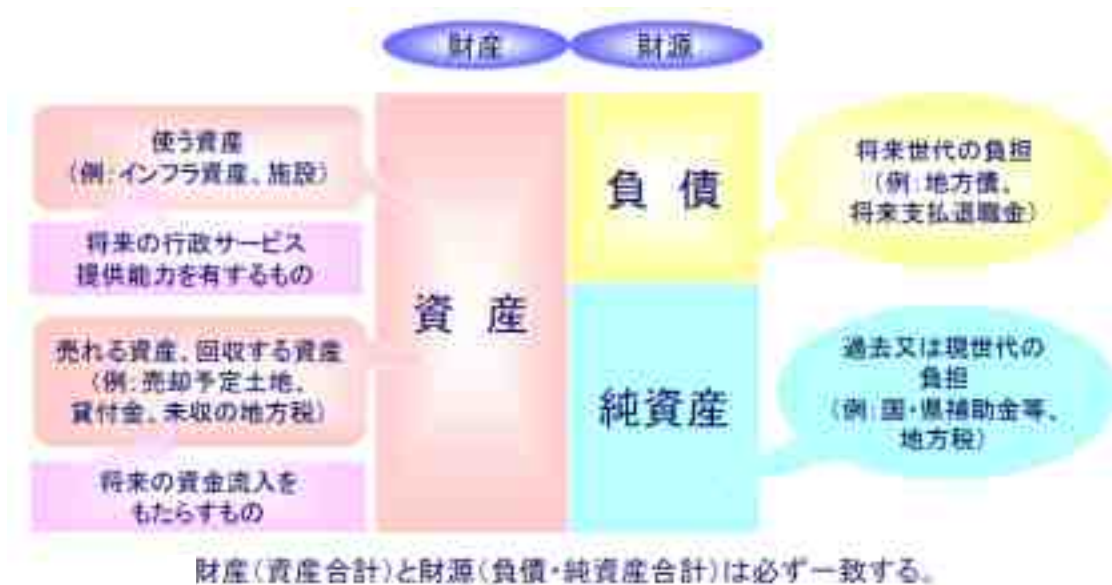 財産 財源
使う資産
(例:インフラ資産、施設)
将来の行政サービス
提供能力を有するもの
売れる資産、回収する資産
(例:売却予定土地、
貸付金、未収の地方税)
将来の資金流入を
もたらすもの
資 産
負 債
純資産
将来世代の負担
(例:地方債、
将来支払退職金)
過去又は現世代の
負担
(例:国・県補助金等、
地方税)
財産(資産合計)と財源(負債・純資産合計)は必ず一致する。